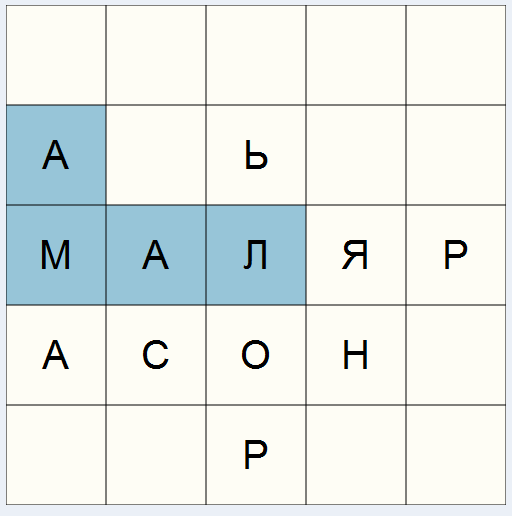 А Ь
М А Л Я Р
А С О Н
Р